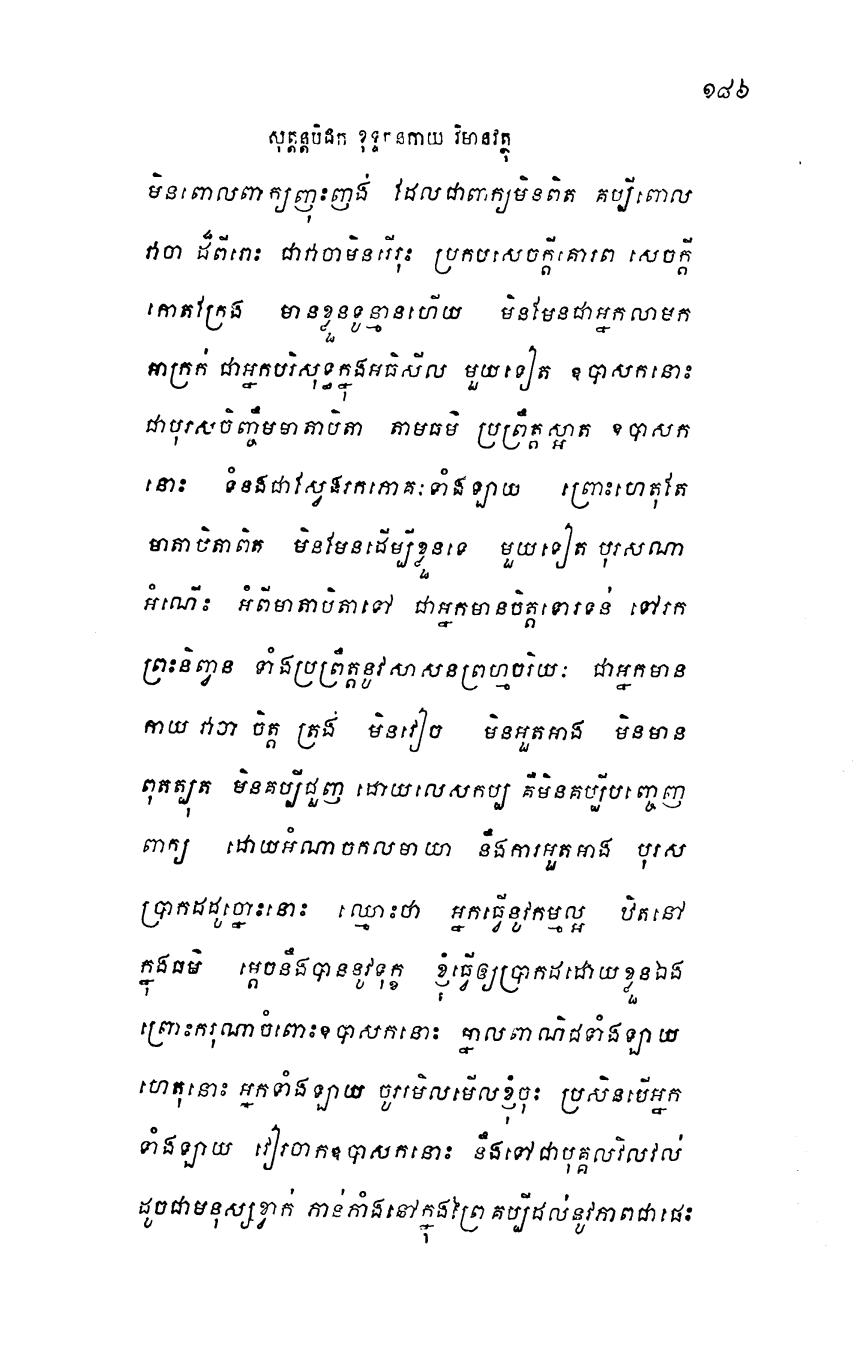 ១៨៦
សុត្តន្តបិដក ខុទ្ទកនិកាយ វិមានវត្ថុ
មិនពោលពាក្យញុះញង់ ដែលជាពាក្យមិនពិត គប្បីពោល
វាចា ដ៏ពីរោះ ជាវាចាមិនរើរុះ ប្រកបសេចក្តីគោរព សេចក្តី
កោតក្រែង មានខ្លួនទូន្មានហើយ មិនមែនជាអ្នកលាមក
អាក្រក់ ជាអ្នកបរិសុទ្ធក្នុងអធិសីល មួយទៀត ឧបាសកនោះ
ជាបុរសចិញ្ចឹមមាតាបិតា តាមធម៌ ប្រព្រឹត្តស្អាត ឧបាសក
នោះ ទំនងជាស្វែងរកភោគៈទាំងឡាយ ព្រោះហេតុតែ
មាតាបិតាពិត មិនមែនដើម្បីខ្លួនទេ មួយទៀត បុរសណា
អំណើះ អំពីមាតាបិតាទៅ ជាអ្នកមានចិត្តទោរទន់ ទៅរក
ព្រះនិព្វាន ទាំងប្រព្រឹត្តនូវសាសនព្រហ្មចរិយៈ ជាអ្នកមាន
កាយ វាចា ចិត្ត ត្រង់ មិនវៀច មិនអួតអាង មិនមាន
ពុតត្បុត មិនគប្បីជួញ ដោយលេសកប្ប គឺមិនគប្បីបញ្ចេញ
ពាក្យ ដោយអំណាចកលមាយា នឹងការអួតអាង បុរស
ប្រាកដដូច្នោះនោះ ឈ្មោះថា អ្នកធ្វើនូវកម្មល្អ ឋិតនៅ
ក្នុងធម៌ ម្តេចនឹងបាននូវទុក្ខ ខ្ញុំធ្វើឲ្យប្រាកដដោយខ្លួនឯង
ព្រោះករុណាចំពោះឧបាសកនោះ ម្នាលពាណិជទាំងឡាយ
ហេតុនោះ អ្នកទាំងឡាយ ចូរមើលមើលខ្ញុំចុះ ប្រសិនបើអ្នក
ទាំងឡាយ វៀរចាកឧបាសកនោះ នឹងទៅជាបុគ្គលវិលវល់
ដូចជាមនុស្សខ្វាក់ កាន់កាំងនៅក្នុងព្រៃ គប្បីដល់នូវភាពជាផេះ